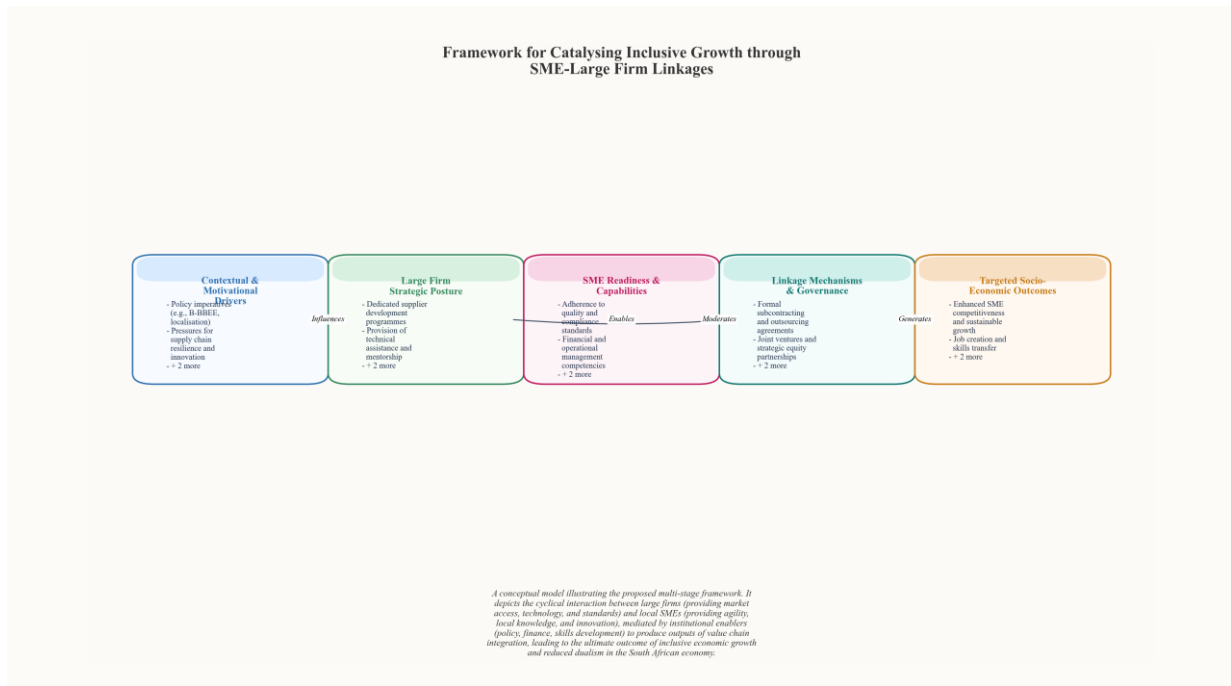 Framework for Catalysing Inclusive Growth through
SME-Large Firm Linkages
Contextual &
Motivational
Drivers
- Policy imperatives
(e.g., B-BBEE,
localisation)
- Pressures for
supply chain
resilience and
innovation
- + 2 more
Influences
Large Firm
Strategic Posture
- Dedicated supplier
development
programmes
- Provision of
technical
assistance and
mentorship
- + 2 more
SME Readiness &
Capabilities
- Adherence to
quality and
compliance
standards
- Financial and
operational
management
competencies
- + 2 more
Enables
Moderates
Linkage Mechanisms
& Governance
- Formal
subcontracting
and outsourcing
agreements
- Joint ventures and
strategic equity
partnerships
- + 2 more
Generates
Targeted Socio-
Economic Outcomes
- Enhanced SME
competitiveness
and sustainable
growth
- Job creation and
skills transfer
- + 2 more
A conceptual model illustrating the proposed multi-stage framework. It
depicts the cyclical interaction between large firms (providing market
access, technology, and standards) and local SMEs (providing agility,
local knowledge, and innovation), mediated by institutional enablers
(policy, finance, skills development) to produce outputs of value chain
integration, leading to the ultimate outcome of inclusive economic growth
and reduced dualism in the South African economy.